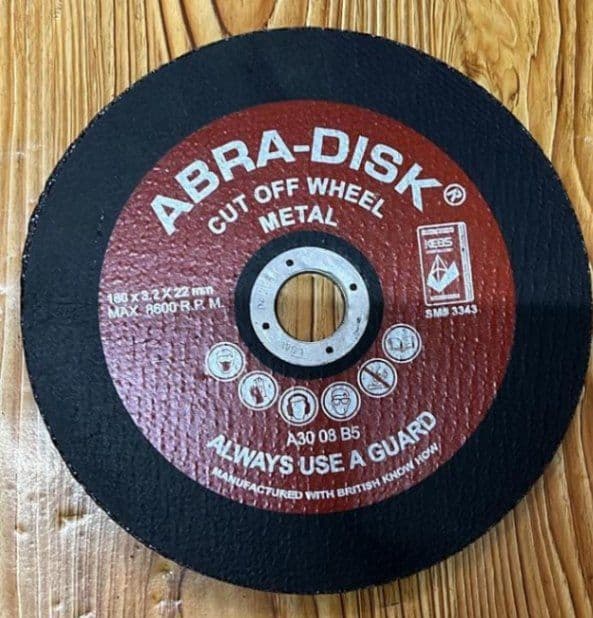 ABRA-DISK®
CUT OFF WHEEL
METAL
KEBS
SM# 3343
180 x 3.2 X 22 mm
MAX. 8600 R.P.M.
A30 08 B5
ALWAYS USE A GUARD
MANUFACTURED WITH BRITISH KNOW HOW